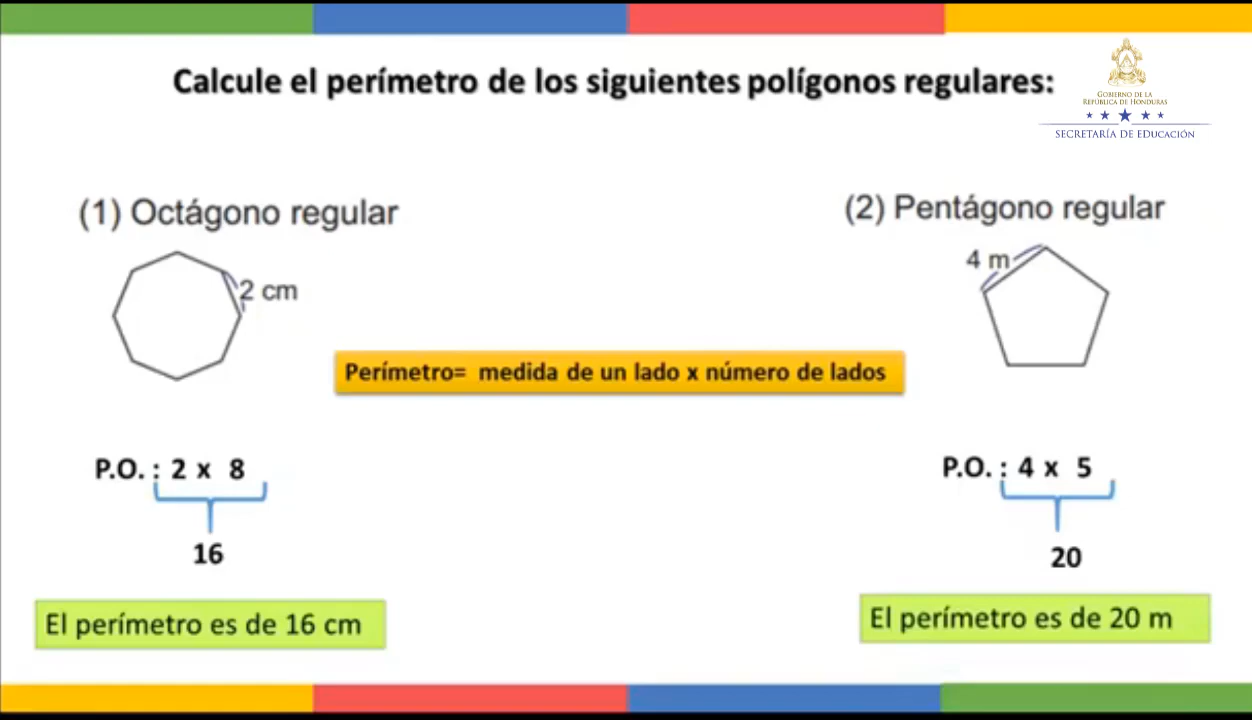 Calcule el perímetro de los siguientes polígonos regulares:
GOBIERNO DE LA
REPÚBLICA DE HONDURAS
SECRETARÍA DE EDUCACIÓN
(1) Octágono regular
2 cm
(2) Pentágono regular
4 m
Perímetro= medida de un lado x número de lados
P.O. : 2 x 8
16
El perímetro es de 16 cm
P.O. : 4 x 5
20
El perímetro es de 20 m